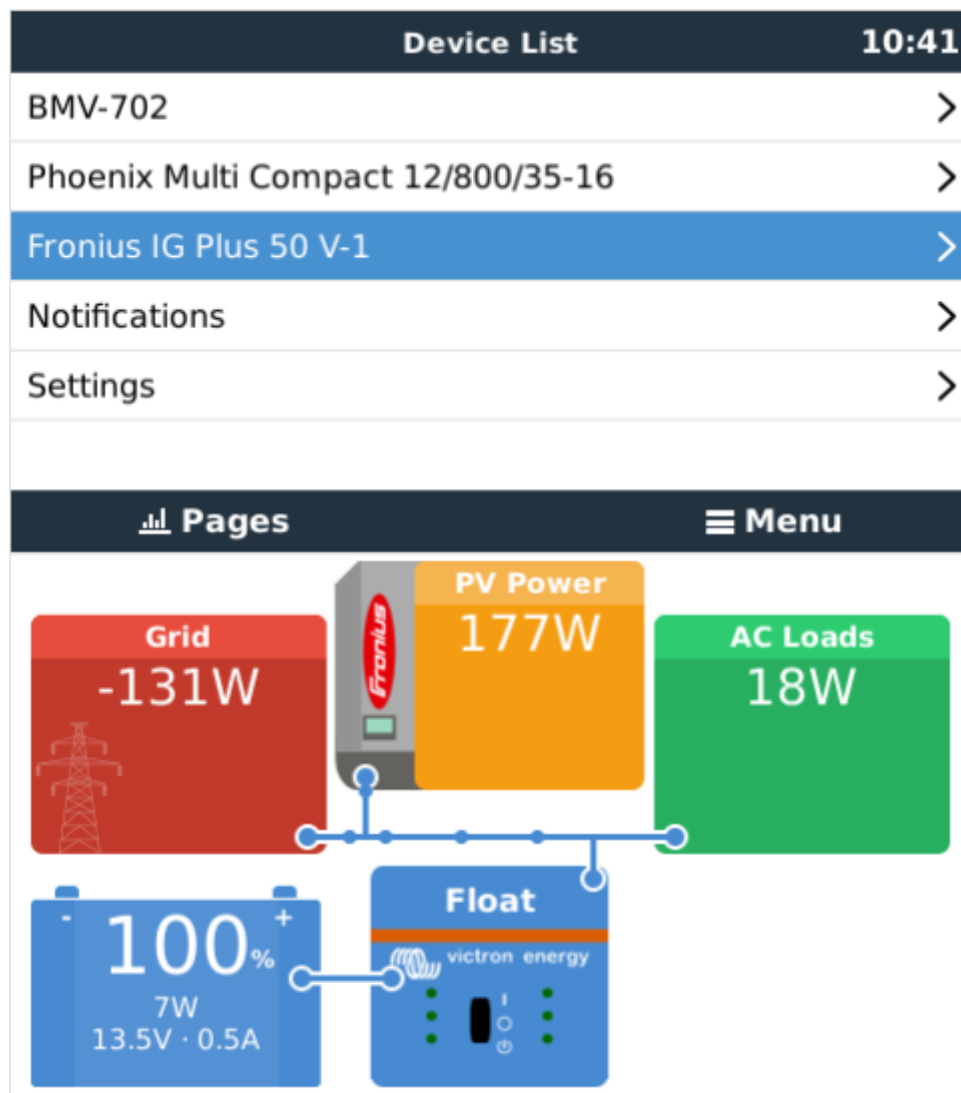 Device List 10:41
BMV-702
Phoenix Multi Compact 12/800/35-16
Fronius IG Plus 50 V-1
Notifications
Settings
Pages Menu
PV Power
177W
Fronius
Grid
-131W
AC Loads
18W
- +
100%
7W
13.5V · 0.5A
Float
victron energy
I